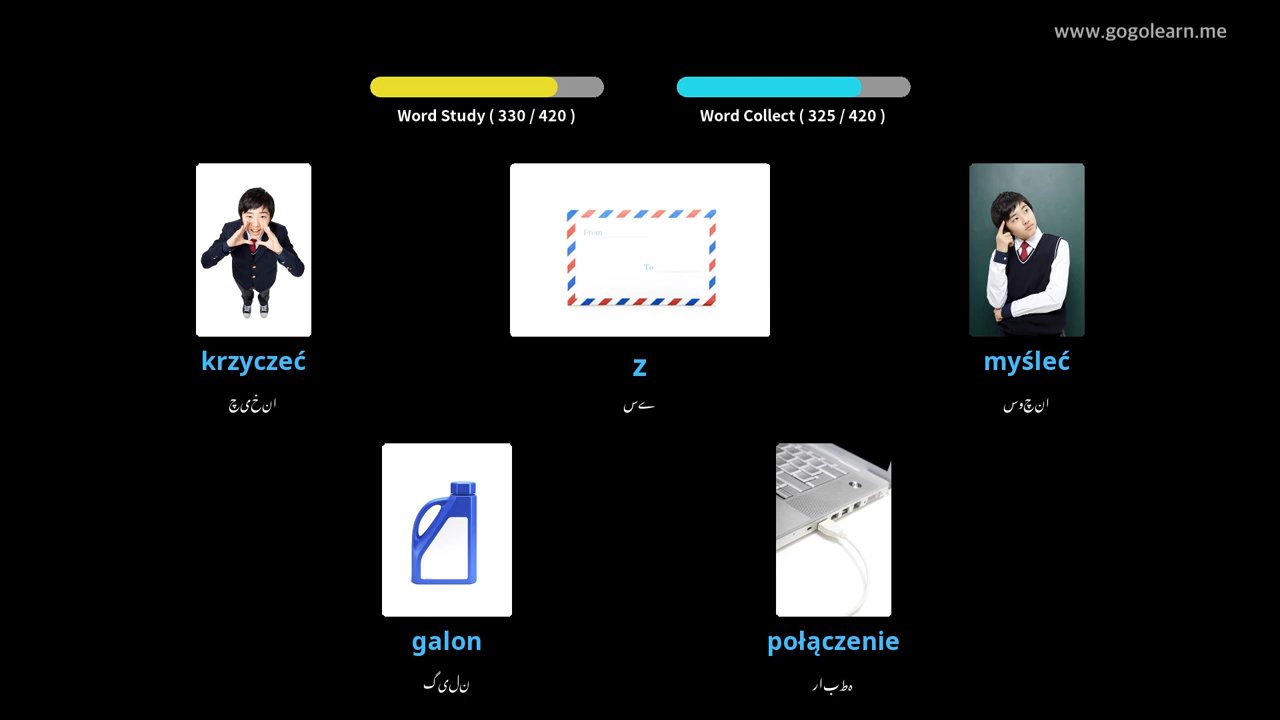 www.gogolearn.me
Word Study ( 330 / 420 )
Word Collect ( 325 / 420 )
krzyczeć
z
myśleć
انخیچ
ےس
انچوس
galon
połączenie
نلیگ
ہطبار
From
To